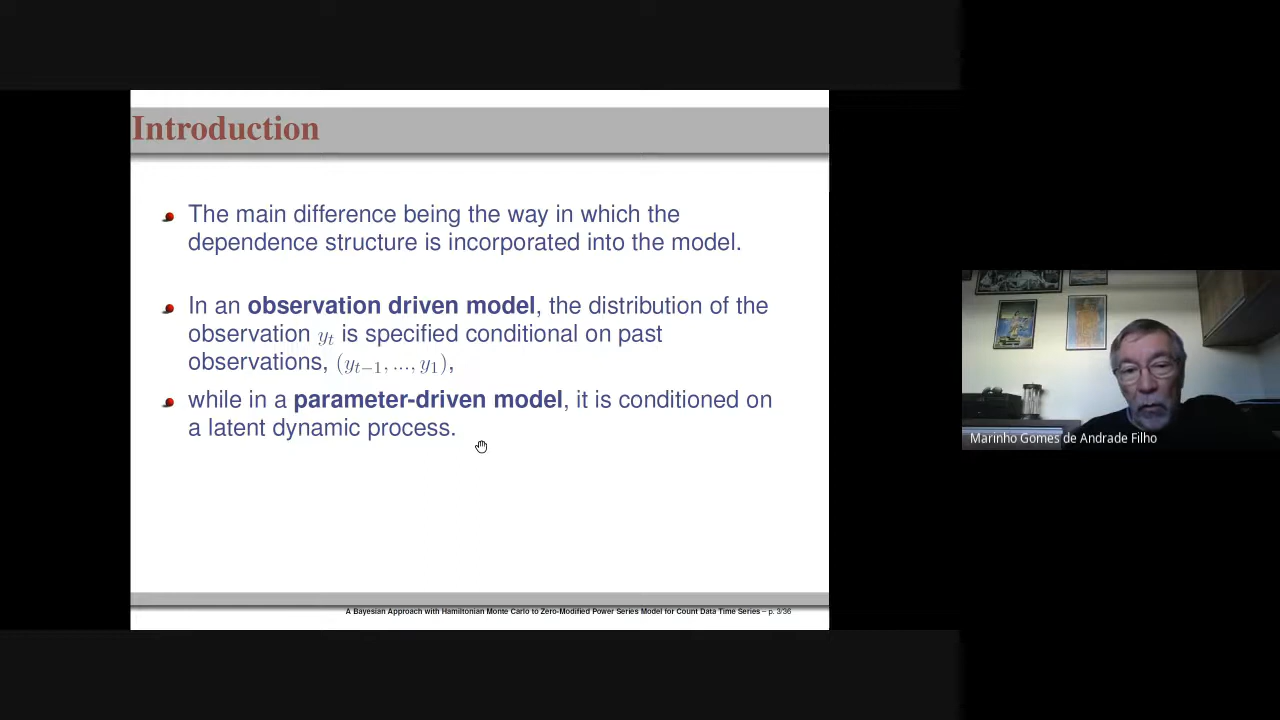 Introduction
The main difference being the way in which the
dependence structure is incorporated into the model.
In an observation driven model, the distribution of the
observation y_t is specified conditional on past
observations, (y_{t−1}, ..., y_1),
while in a parameter-driven model, it is conditioned on
a latent dynamic process.
A Bayesian Approach with Hamiltonian Monte Carlo to Zero-Modified Power Series Model for Count Data Time Series – p. 3/36
Marinho Gomes de Andrade Filho